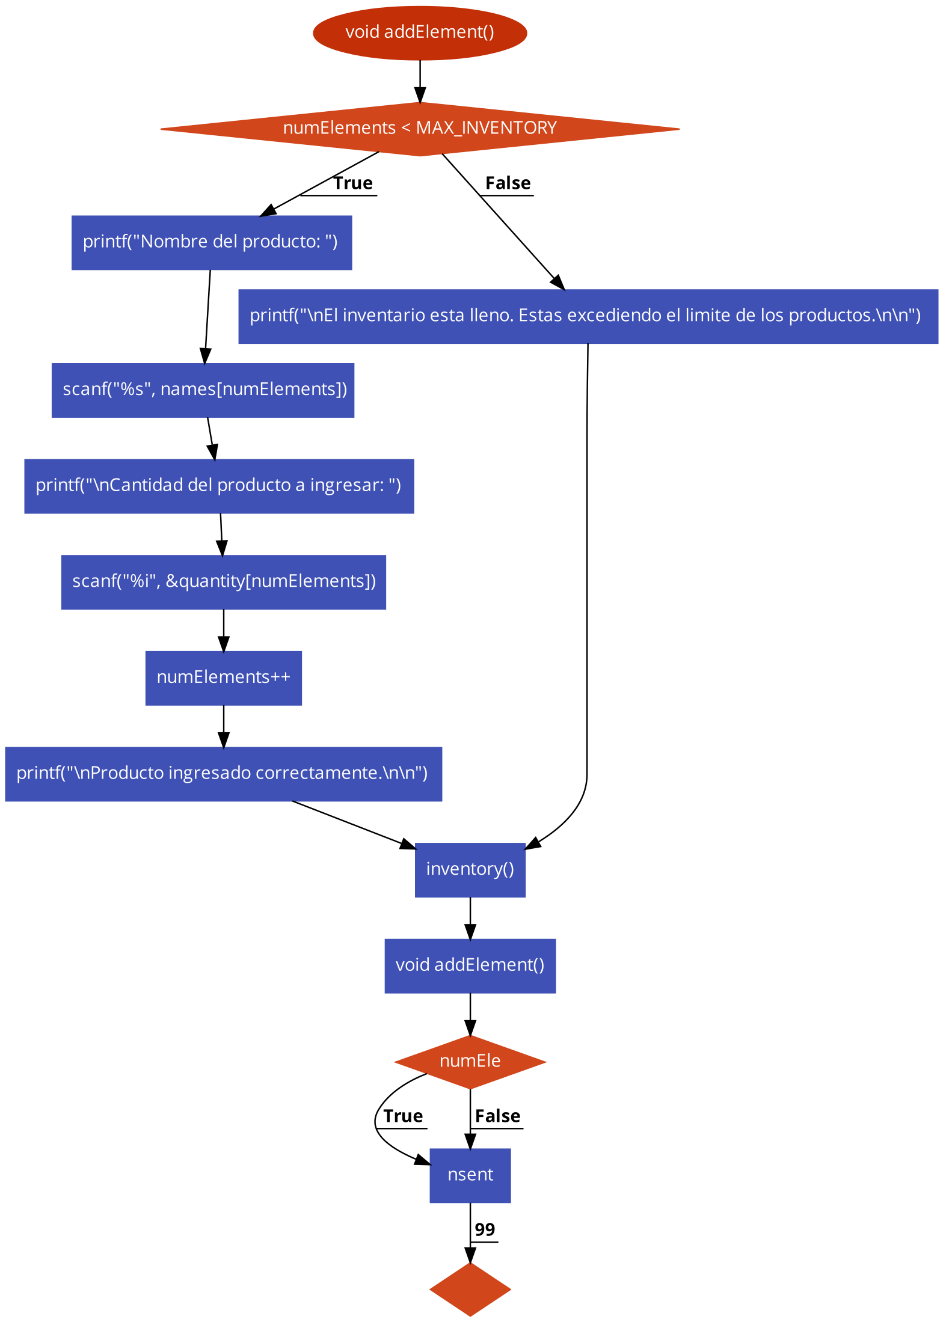 void addElement()
numElements < MAX_INVENTORY
True
False
printf("Nombre del producto: ")
printf("\nEl inventario esta lleno. Estas excediendo el limite de los productos.\n\n")
scanf("%s", names[numElements])
printf("\nCantidad del producto a ingresar: ")
scanf("%i", &quantity[numElements])
numElements++
printf("\nProducto ingresado correctamente.\n\n")
inventory()
void addElement()
numEle
True
False
nsent
99